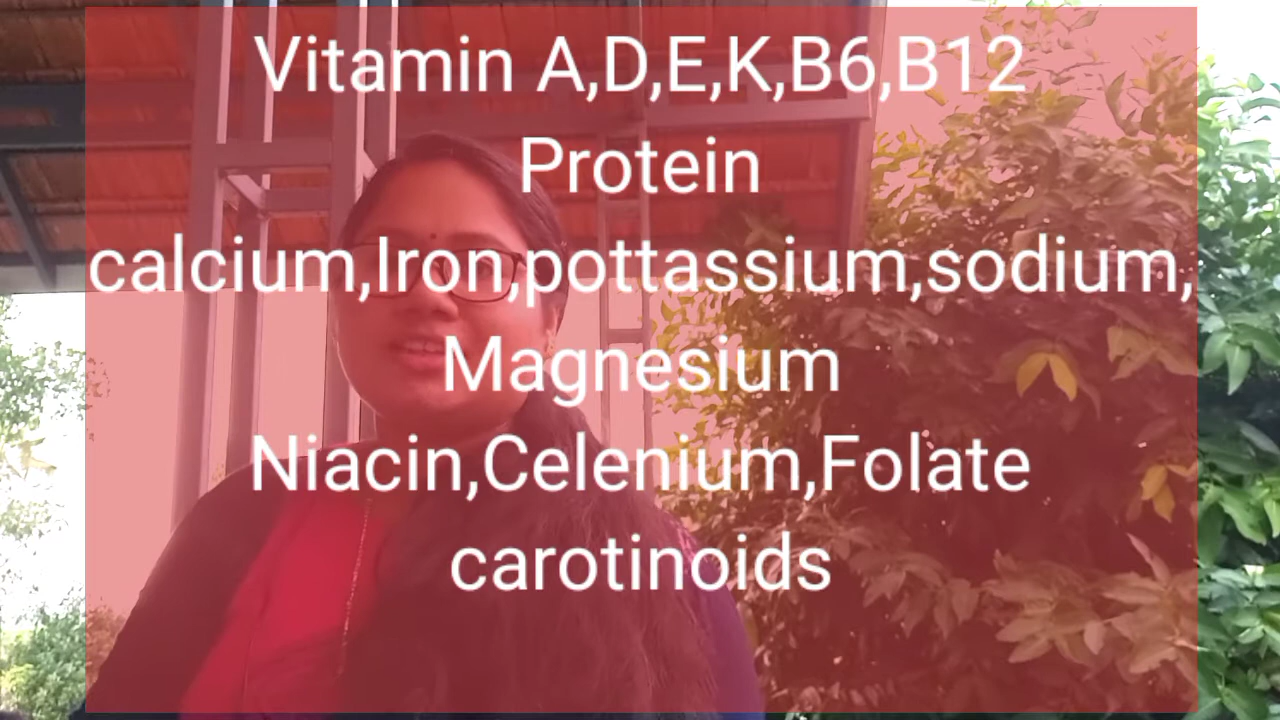 Vitamin A,D,E,K,B6,B12
Protein
calcium,Iron,pottassium,sodium,
Magnesium
Niacin,Celenium,Folate
carotinoids